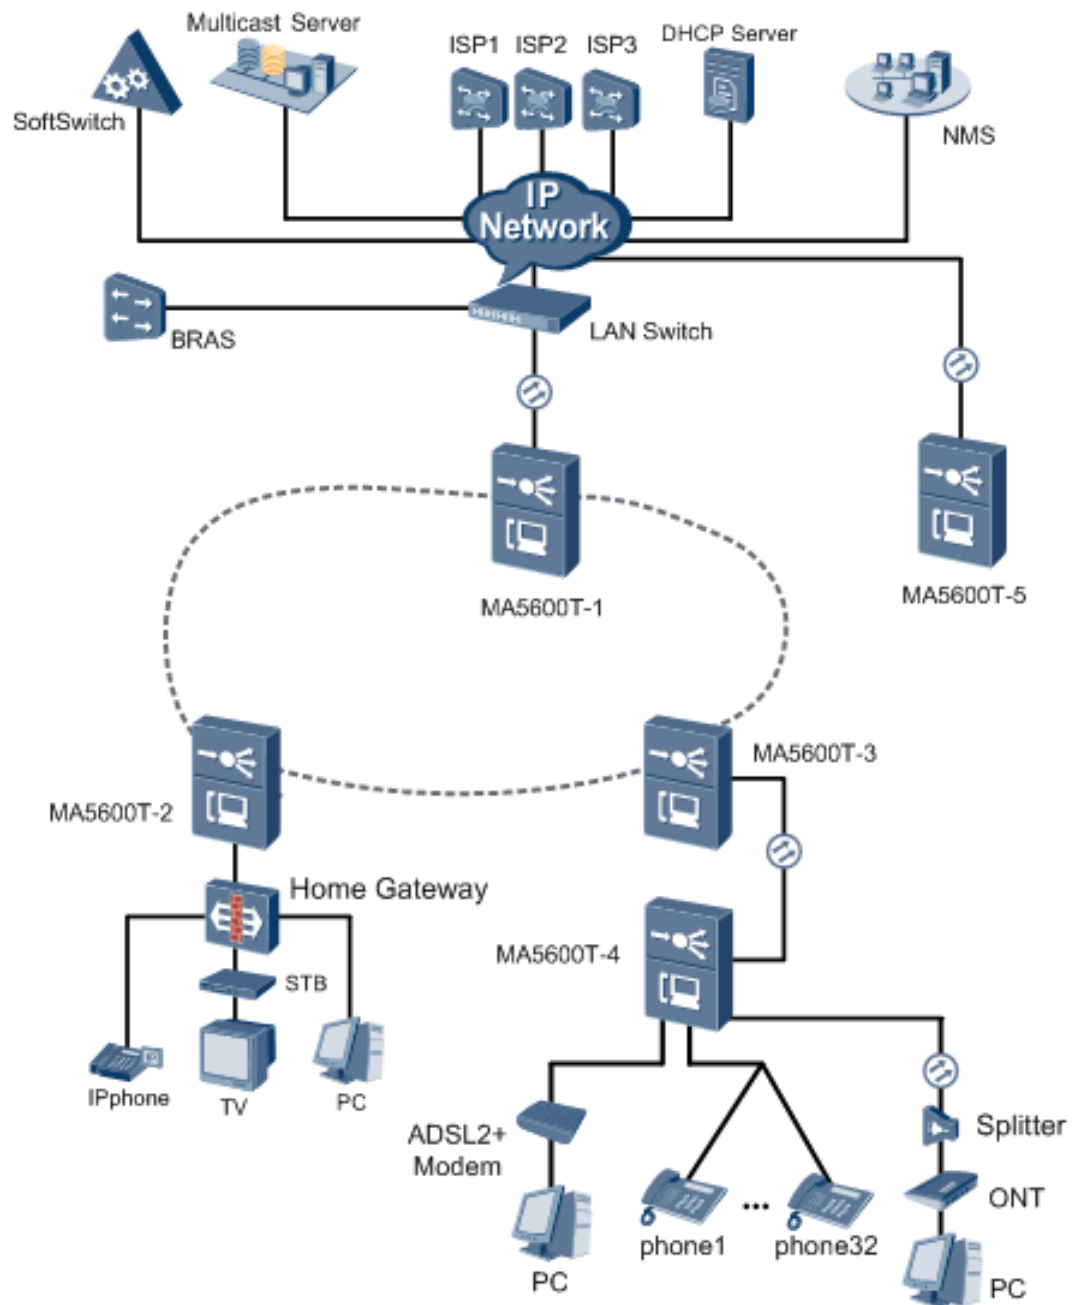 Multicast Server
ISP1 ISP2 ISP3
DHCP Server
SoftSwitch
NMS
IP
Network
BRAS
LAN Switch
MA5600T-1
MA5600T-5
MA5600T-2
MA5600T-3
Home Gateway
MA5600T-4
STB
IPphone
TV
PC
ADSL2+
Modem
Splitter
ONT
phone1
...
phone32
PC
PC